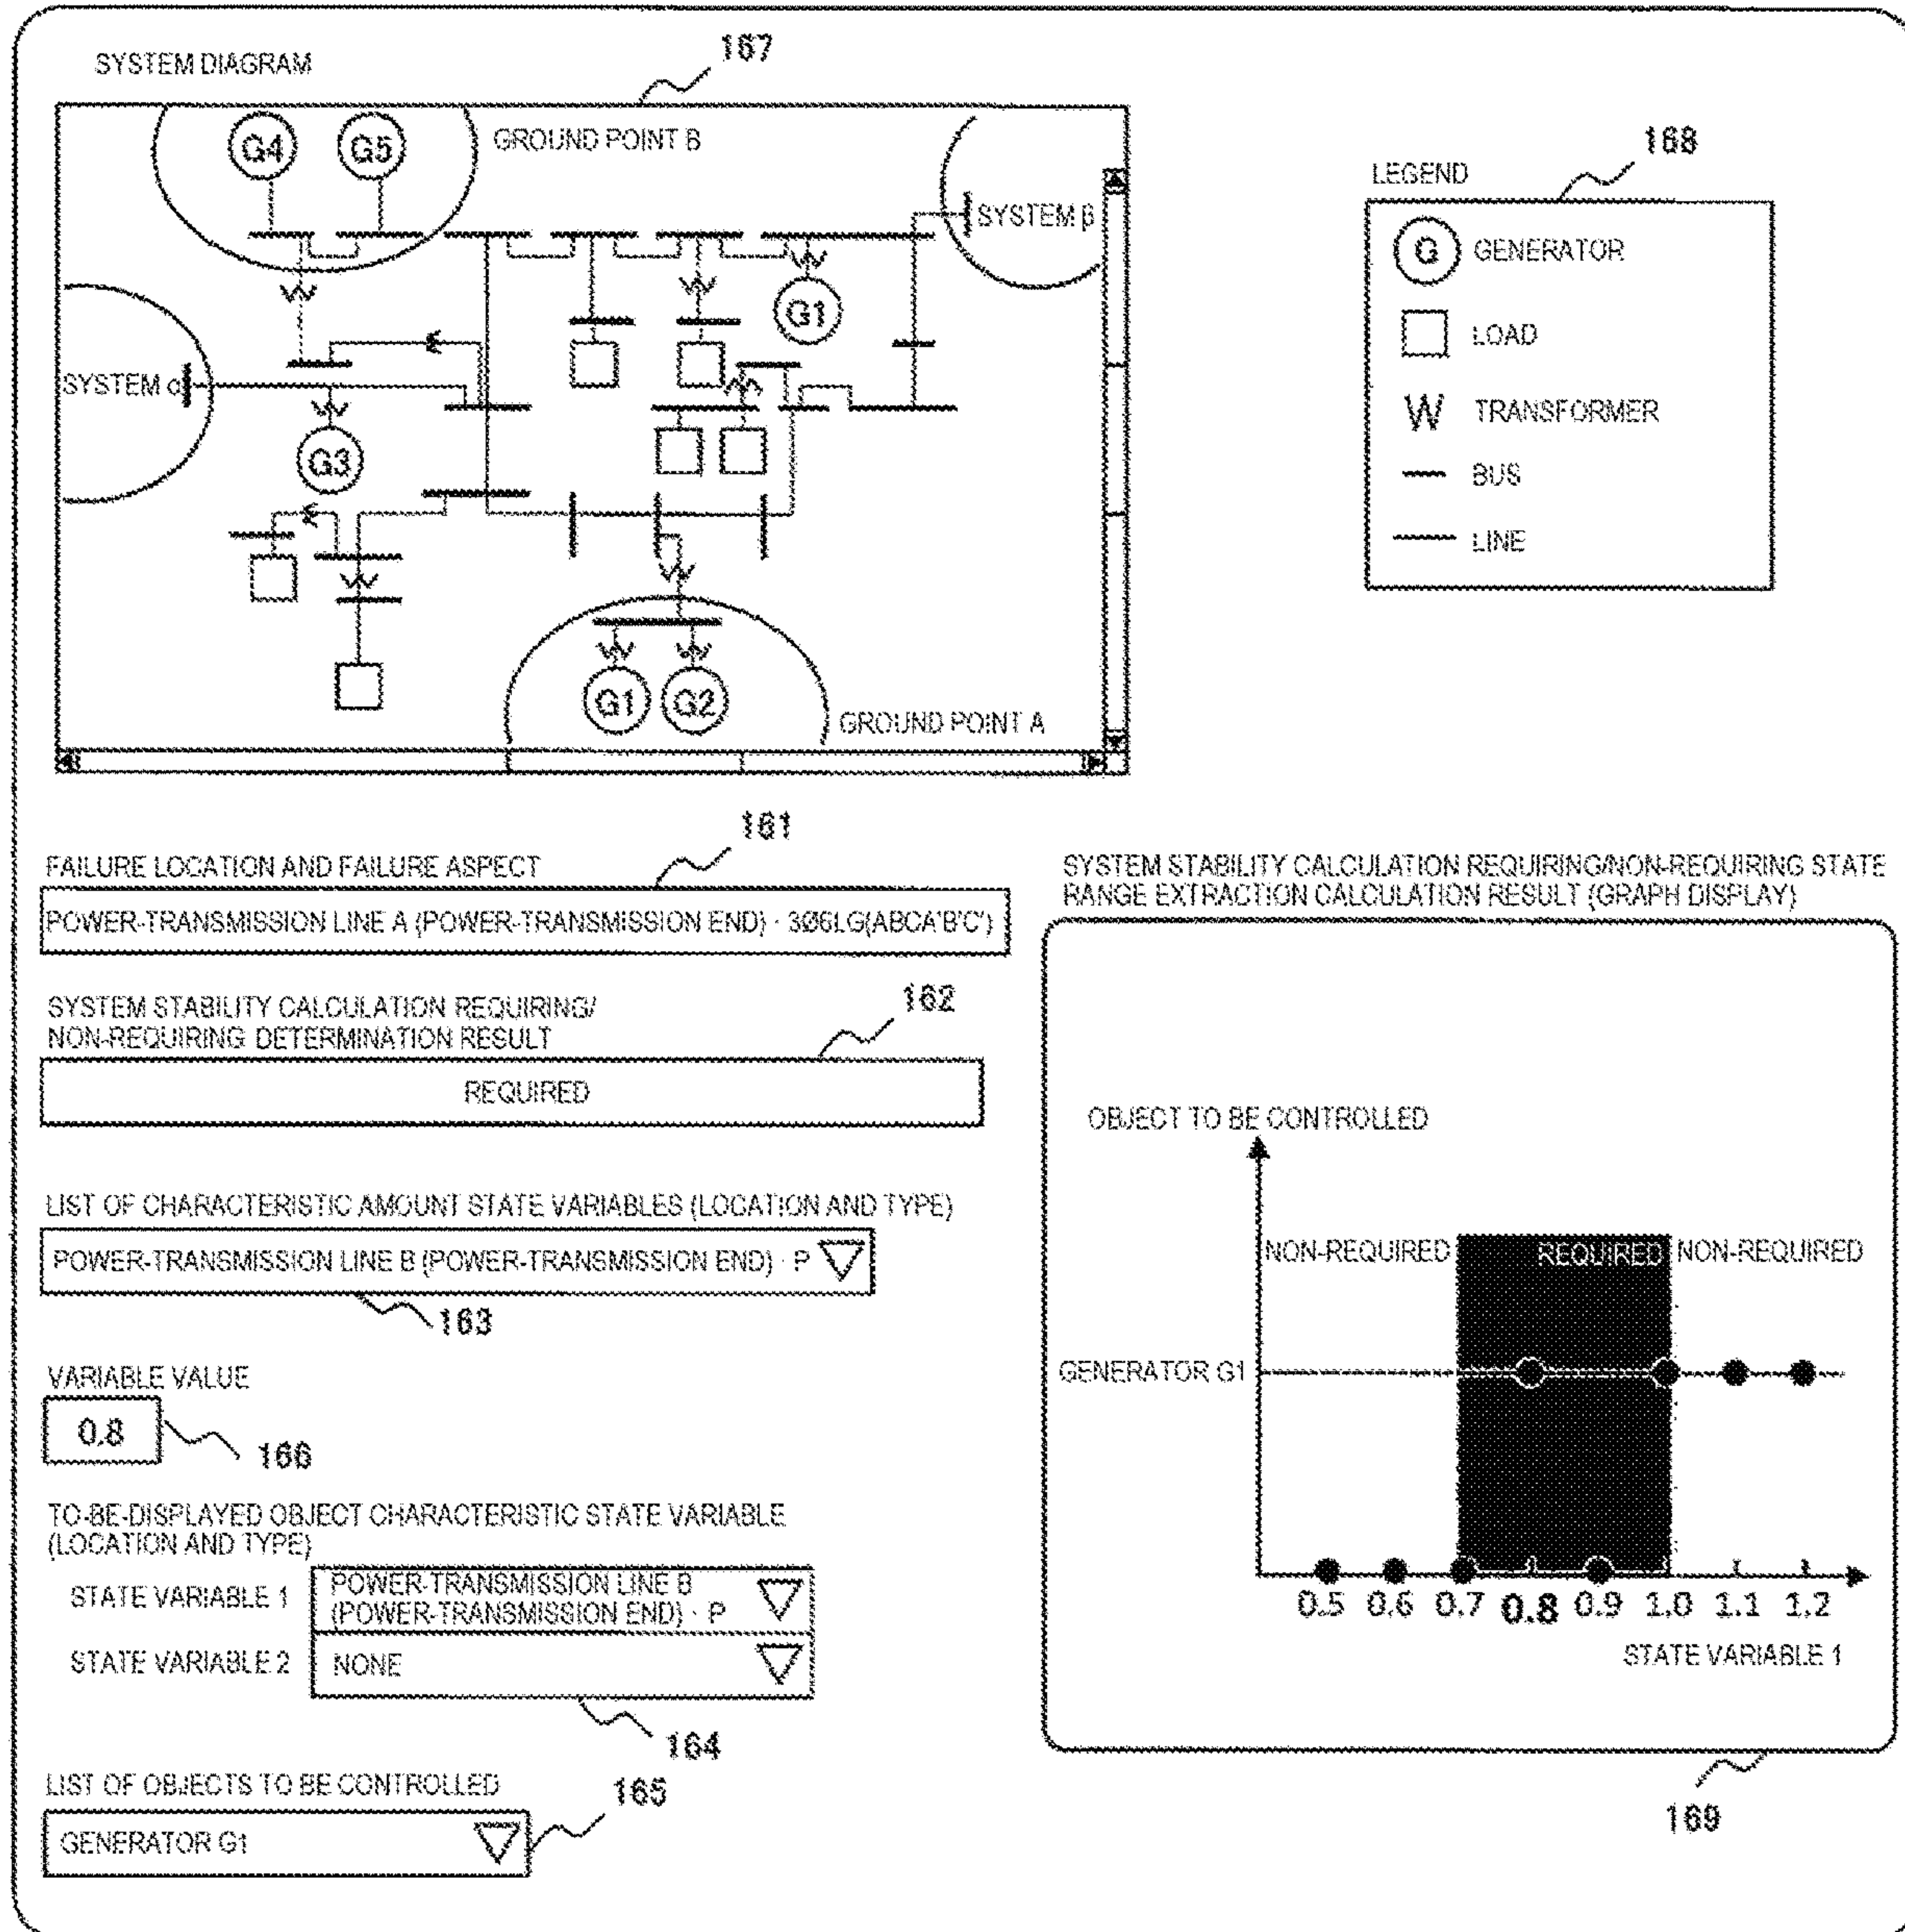 SYSTEM DIAGRAM
167
G4
G5
GROUND POINT B
SYSTEM β
G1
SYSTEM α
G3
G1
G2
GROUND POINT A
168
LEGEND
G GENERATOR
LOAD
TRANSFORMER
BUS
LINE
161
FAILURE LOCATION AND FAILURE ASPECT
POWER-TRANSMISSION LINE A (POWER-TRANSMISSION END) · 3Ø6LG(ABCA'B'C')
162
SYSTEM STABILITY CALCULATION REQUIRING/
NON-REQUIRING DETERMINATION RESULT
REQUIRED
LIST OF CHARACTERISTIC AMOUNT STATE VARIABLES (LOCATION AND TYPE)
POWER-TRANSMISSION LINE B (POWER-TRANSMISSION END) · P
163
VARIABLE VALUE
0.8
166
TO-BE-DISPLAYED OBJECT CHARACTERISTIC STATE VARIABLE
(LOCATION AND TYPE)
STATE VARIABLE 1
POWER-TRANSMISSION LINE B
(POWER-TRANSMISSION END) · P
STATE VARIABLE 2
NONE
164
LIST OF OBJECTS TO BE CONTROLLED
165
GENERATOR G1
SYSTEM STABILITY CALCULATION REQUIRING/NON-REQUIRING STATE
RANGE EXTRACTION CALCULATION RESULT (GRAPH DISPLAY)
OBJECT TO BE CONTROLLED
NON-REQUIRED REQUIRED NON-REQUIRED
GENERATOR G1
0.5 0.6 0.7 0.8 0.9 1.0 1.1 1.2
STATE VARIABLE 1
169